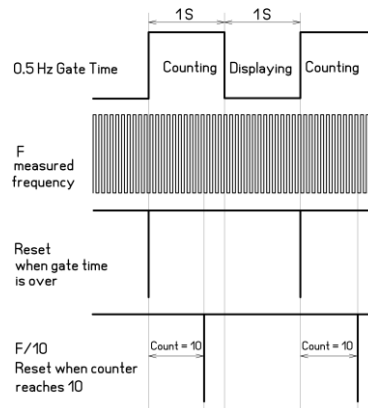 1S 1S
0.5 Hz Gate Time
Counting Displaying Counting
F
measured
frequency
Reset
when gate time
is over
F/10
Reset when counter
reaches 10
Count = 10 Count = 10